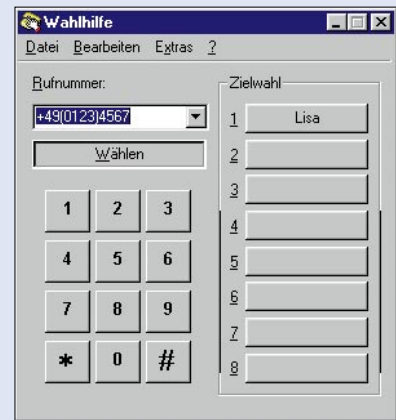 Wahlhilfe
Datei Bearbeiten Extras ?
Rufnummer:
+49(0123)4567
Wählen
1 2 3
4 5 6
7 8 9
* 0 #
Zielwahl
1 Lisa
2
3
4
5
6
7
8